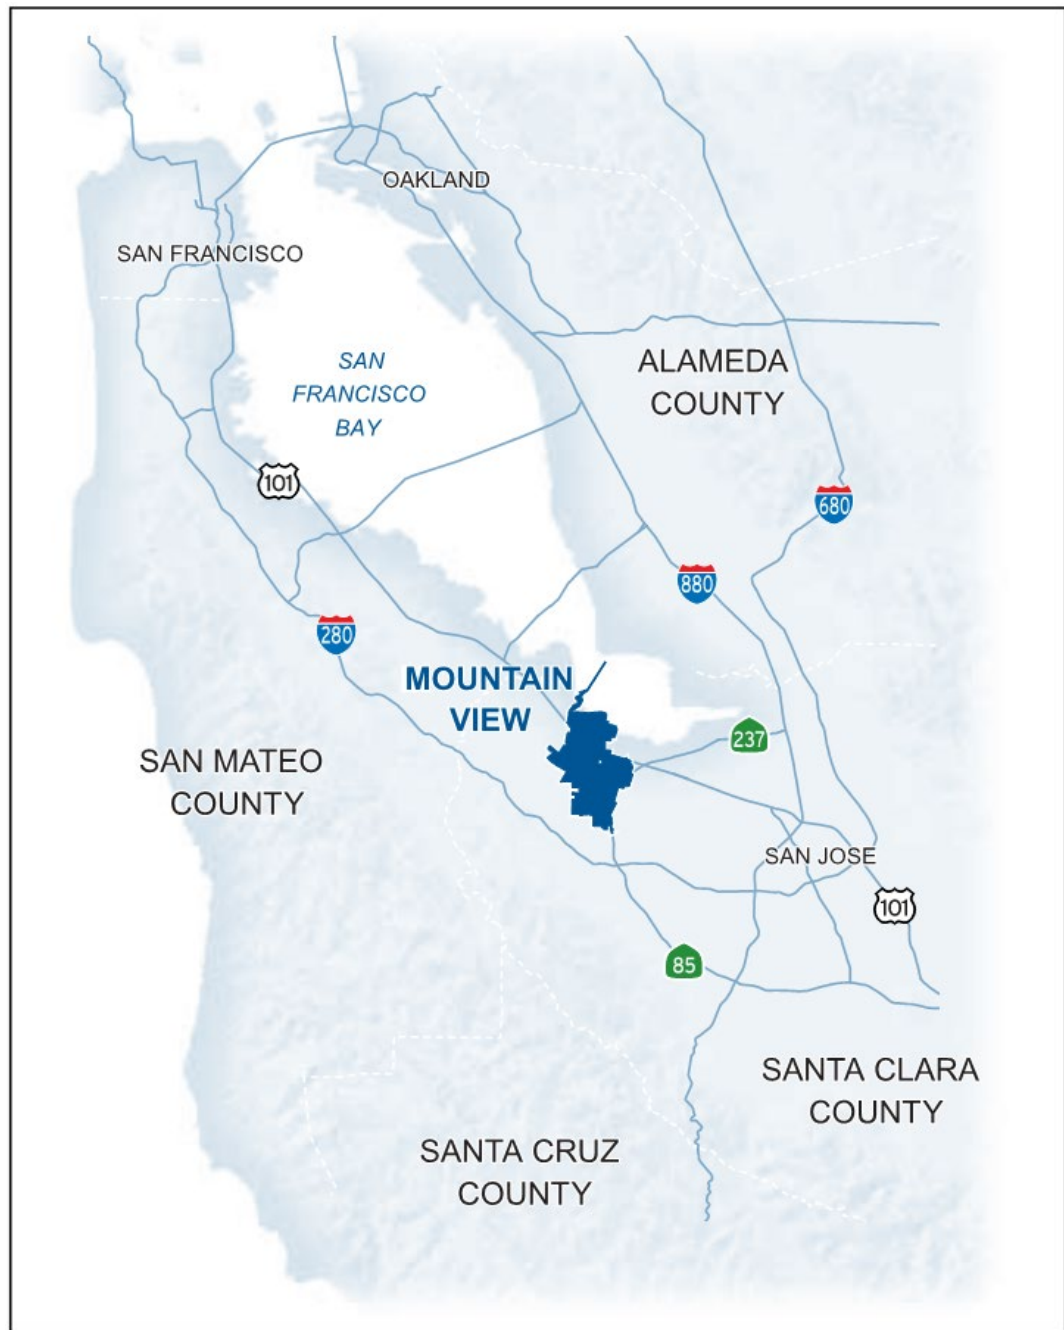 OAKLAND
SAN FRANCISCO
SAN
FRANCISCO
BAY
ALAMEDA
COUNTY
101
680
880
280
MOUNTAIN
VIEW
237
SAN MATEO
COUNTY
SAN JOSE
101
85
SANTA CLARA
COUNTY
SANTA CRUZ
COUNTY